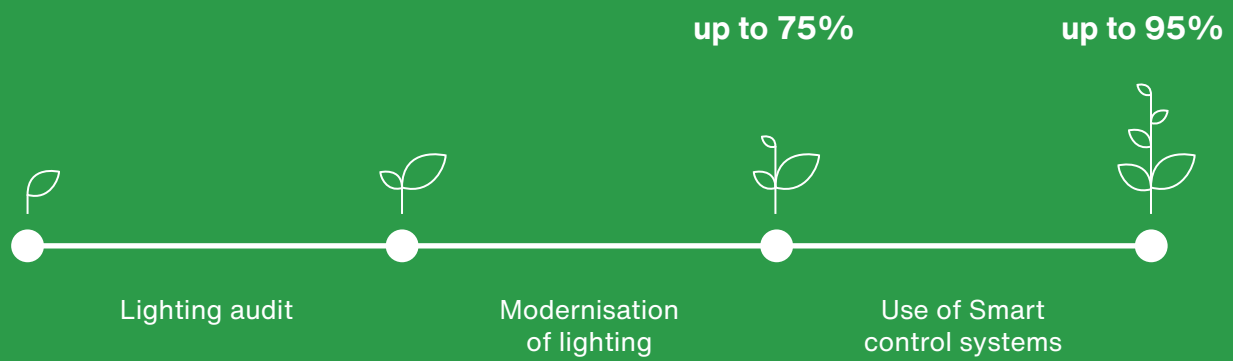 up to 75%
up to 95%
Lighting audit
Modernisation
of lighting
Use of Smart
control systems